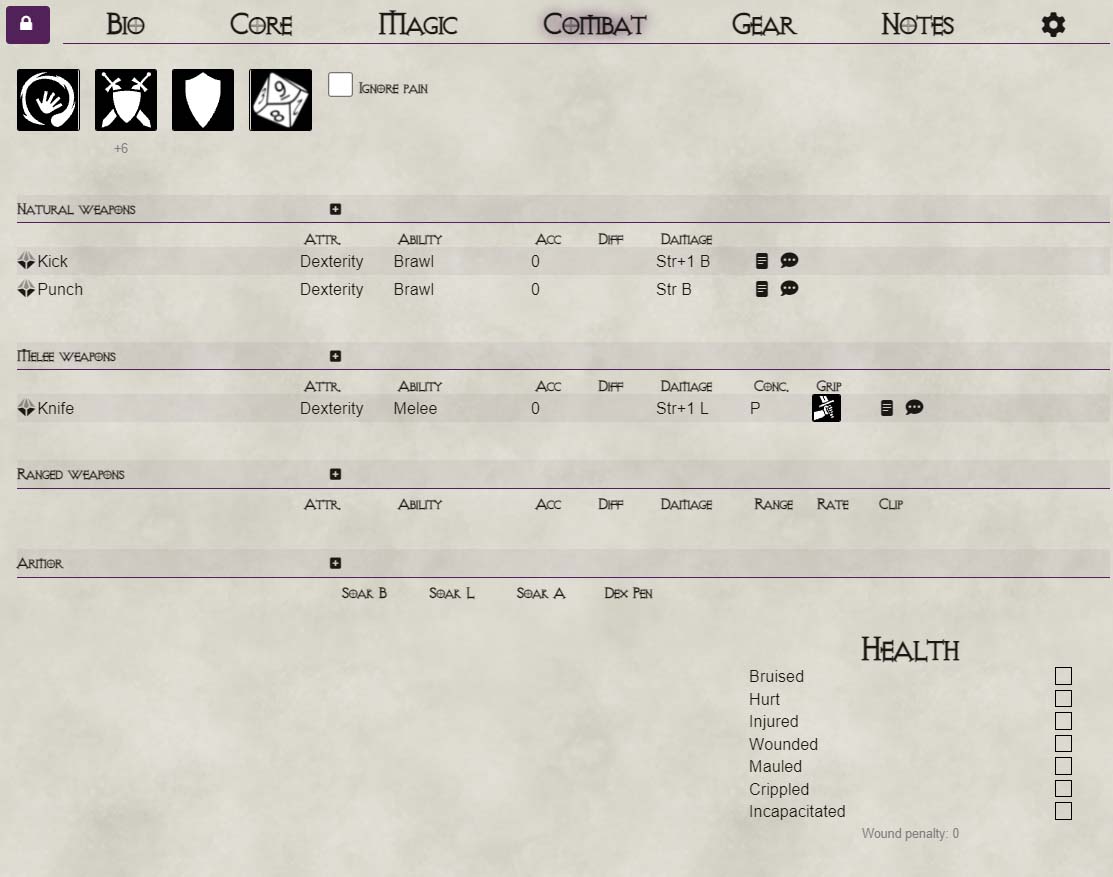 Bio Core Magic Combat Gear Notes
Ignore pain
+6
Natural weapons
Attr. Ability Acc Diff Damage
Kick Dexterity Brawl 0 Str+1 B
Punch Dexterity Brawl 0 Str B
Melee weapons
Attr. Ability Acc Diff Damage Conc. Grip
Knife Dexterity Melee 0 Str+1 L P
Ranged weapons
Attr. Ability Acc Diff Damage Range Rate Clip
Armor
Soak B Soak L Soak A Dex Pen
Health
Bruised
Hurt
Injured
Wounded
Mauled
Crippled
Incapacitated
Wound penalty: 0